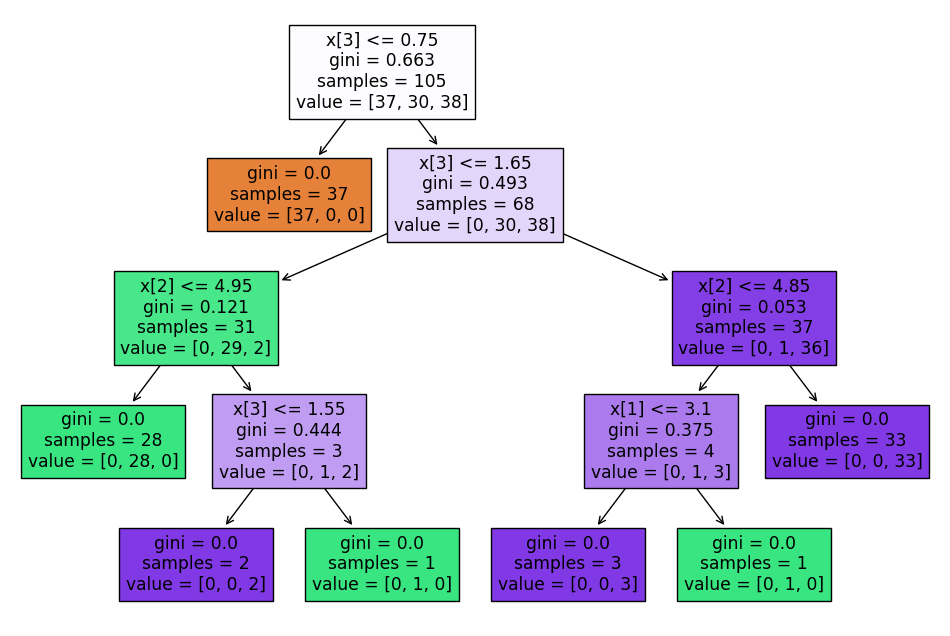 x[3] <= 0.75
gini = 0.663
samples = 105
value = [37, 30, 38]
gini = 0.0
samples = 37
value = [37, 0, 0]
x[3] <= 1.65
gini = 0.493
samples = 68
value = [0, 30, 38]
x[2] <= 4.95
gini = 0.121
samples = 31
value = [0, 29, 2]
x[2] <= 4.85
gini = 0.053
samples = 37
value = [0, 1, 36]
gini = 0.0
samples = 28
value = [0, 28, 0]
x[3] <= 1.55
gini = 0.444
samples = 3
value = [0, 1, 2]
x[1] <= 3.1
gini = 0.375
samples = 4
value = [0, 1, 3]
gini = 0.0
samples = 33
value = [0, 0, 33]
gini = 0.0
samples = 2
value = [0, 0, 2]
gini = 0.0
samples = 1
value = [0, 1, 0]
gini = 0.0
samples = 3
value = [0, 0, 3]
gini = 0.0
samples = 1
value = [0, 1, 0]